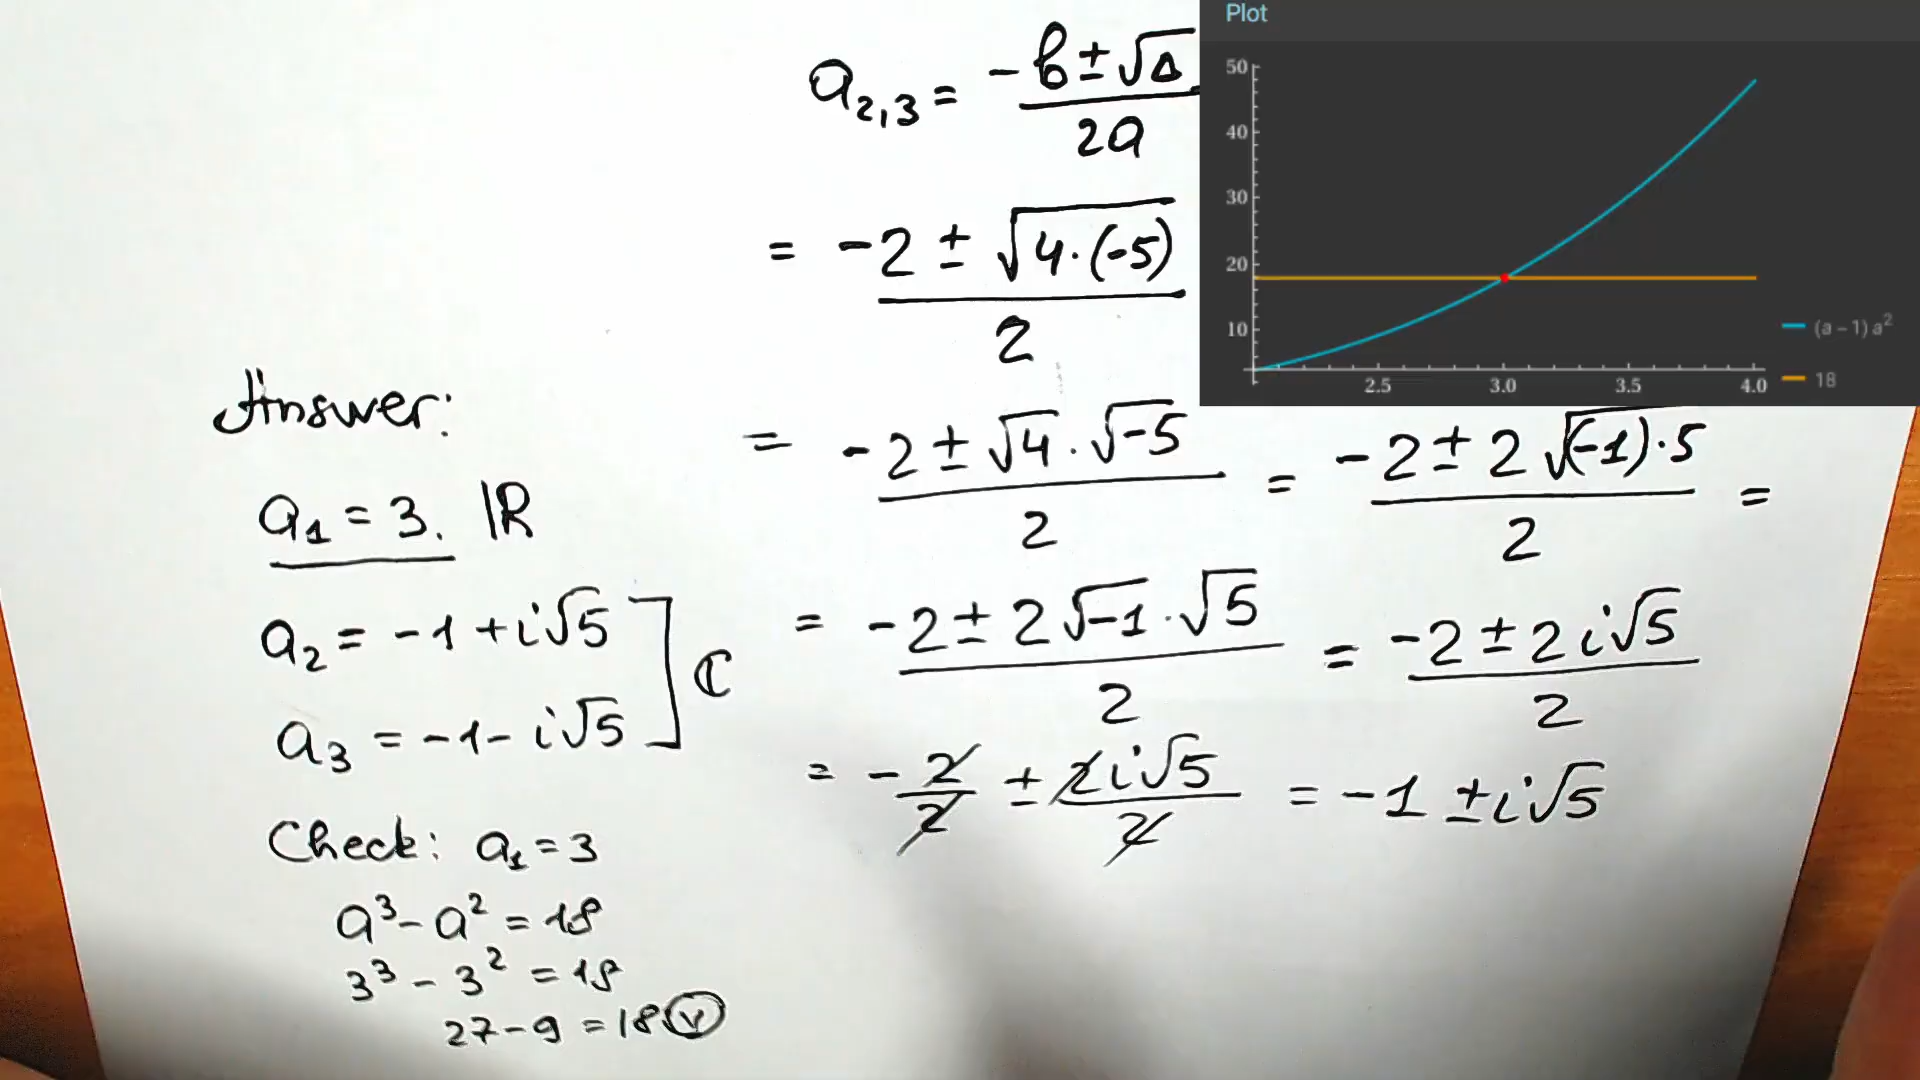 a₂,₃ = (-b ± √Δ) / 2a
= (-2 ± √(4·(-5))) / 2
= (-2 ± √4 · √-5) / 2 = (-2 ± 2√((-1)·5)) / 2 =
= (-2 ± 2√-1 · √5) / 2 = (-2 ± 2i√5) / 2
= -2/2 ± 2i√5/2 = -1 ± i√5
Answer:
a₁ = 3. ℝ
a₂ = -1 + i√5
a₃ = -1 - i√5
ℂ
Check: a₁ = 3
a³ - a² = 18
3³ - 3² = 18
27 - 9 = 18 ✓
Plot
50
40
30
20
10
2.5 3.0 3.5 4.0
(a – 1) a²
18